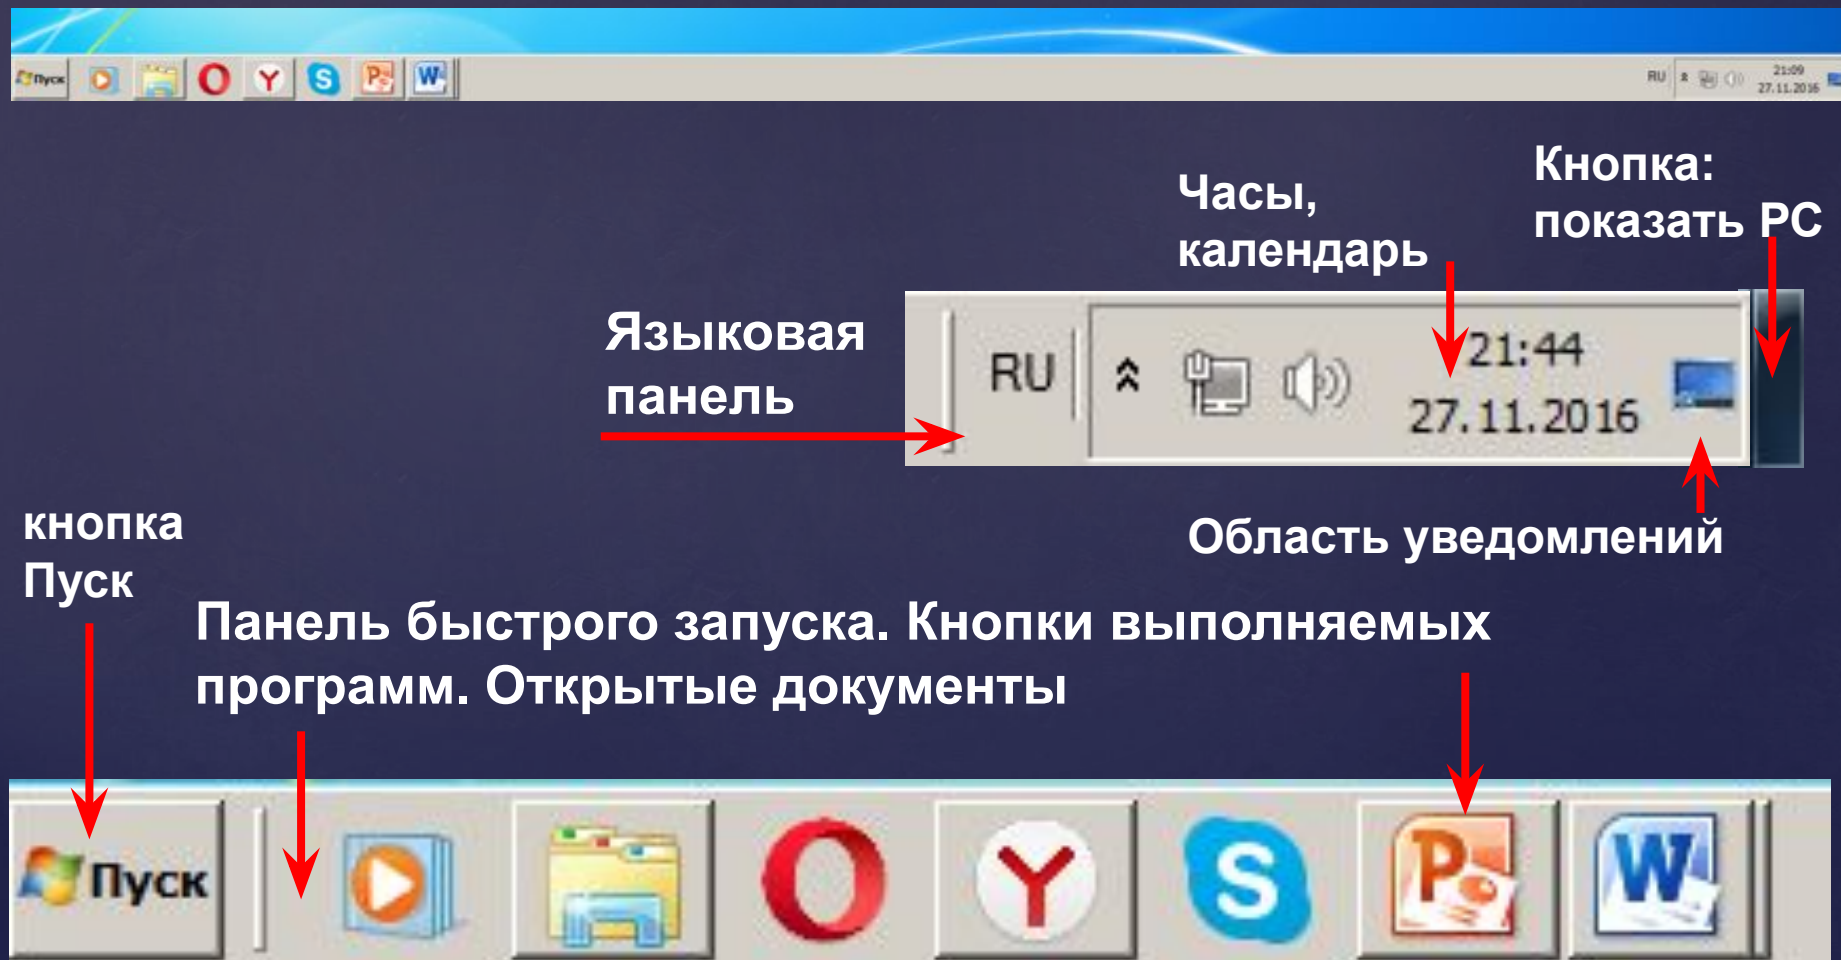 Пуск
RU
21:09
27.11.2016
Кнопка:
показать РС
Часы,
календарь
Языковая
панель
RU
21:44
27.11.2016
Область уведомлений
кнопка
Пуск
Панель быстрого запуска. Кнопки выполняемых
программ. Открытые документы
Пуск